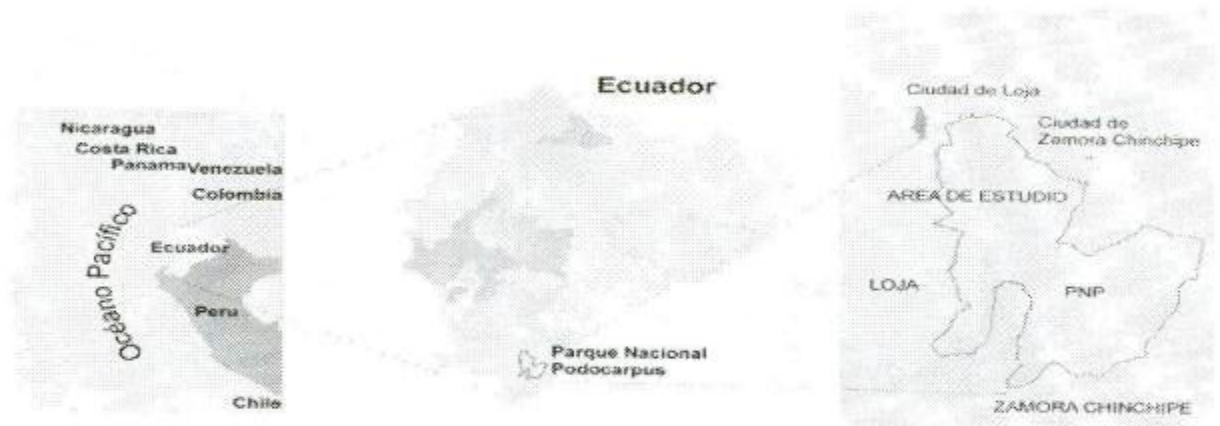 Nicaragua
Costa Rica
Panama Venezuela
Colombia
Océano Pacífico
Ecuador
Peru
Chile
Ecuador
Parque Nacional
Podocarpus
Ciudad de Loja
Ciudad de
Zamora Chinchipe
AREA DE ESTUDIO
LOJA
PNP
ZAMORA CHINCHIPE